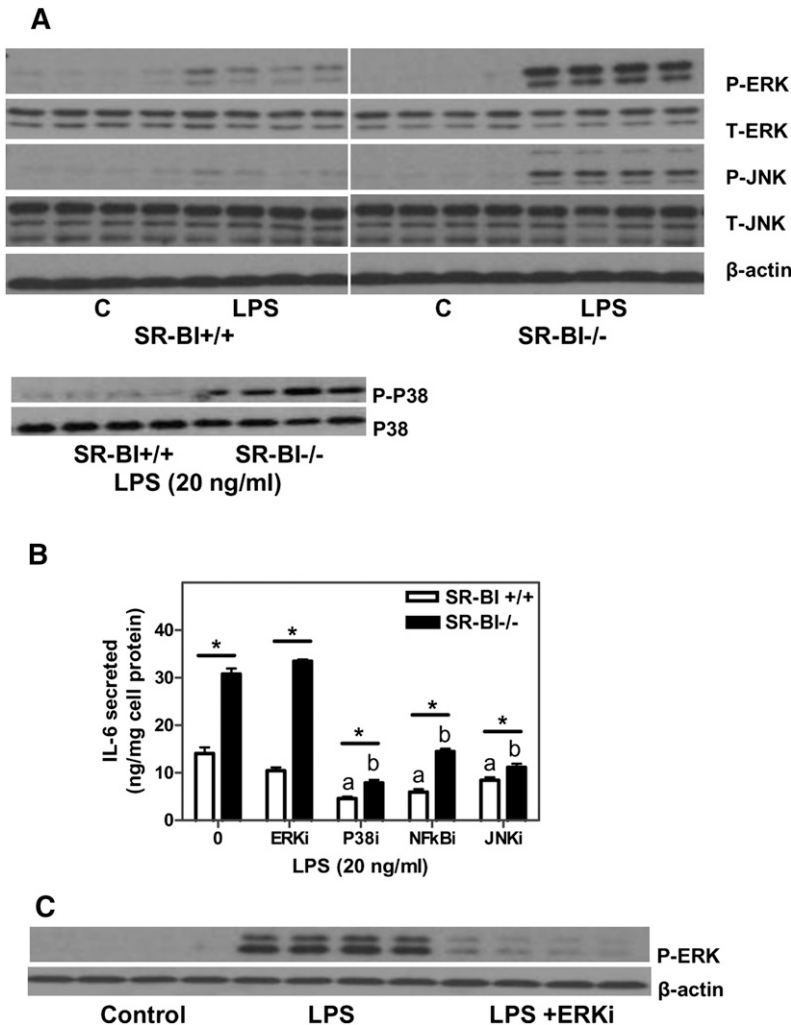 A
P-ERK
T-ERK
P-JNK
T-JNK
β-actin
C LPS C LPS
SR-BI+/+ SR-BI-/-
P-P38
P38
SR-BI+/+ SR-BI-/-
LPS (20 ng/ml)
B
SR-BI +/+
SR-BI-/-
IL-6 secreted
(ng/mg cell protein)
40
30
20
10
0
* * * * *
a b a b a b
0 ERKi P38i NFkBi JNKi
LPS (20 ng/ml)
C
P-ERK
β-actin
Control LPS LPS +ERKi